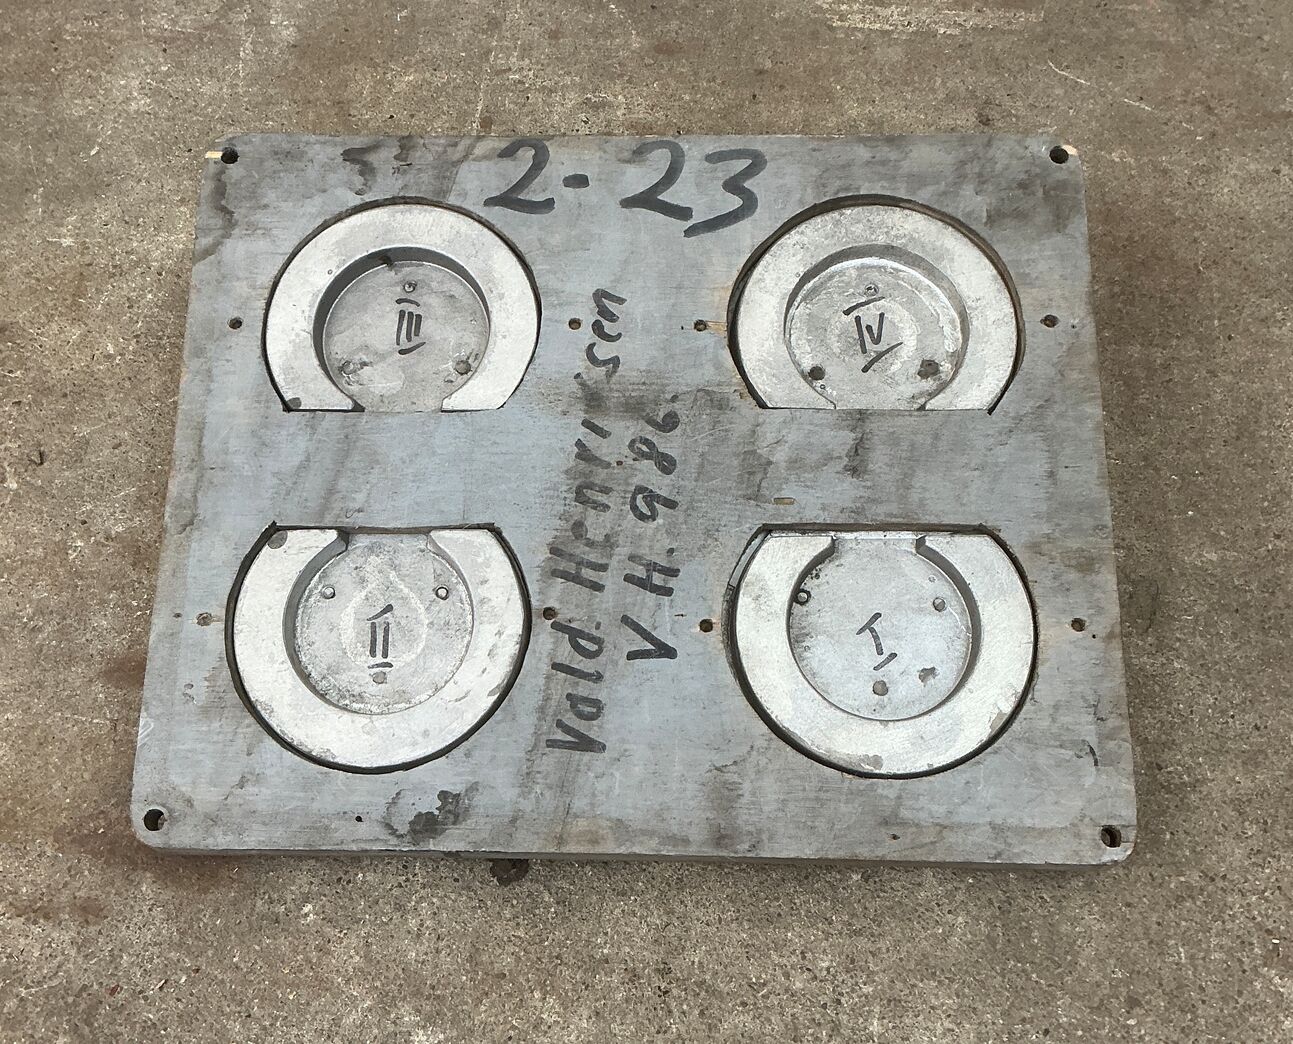 2-23
III
IV
Vald. Henriksen
V H. 986.
II
I